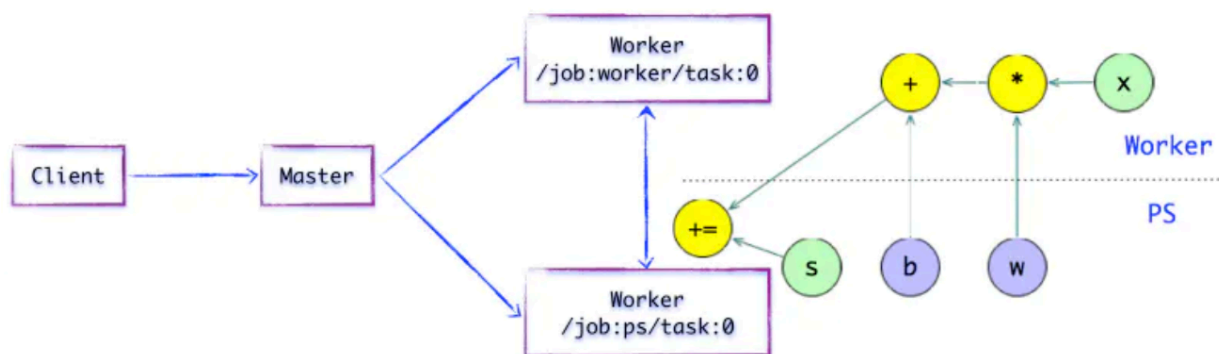 Worker
/job:worker/task:0
Client
Master
Worker
/job:ps/task:0
+
*
x
Worker
PS
+=
s
b
w